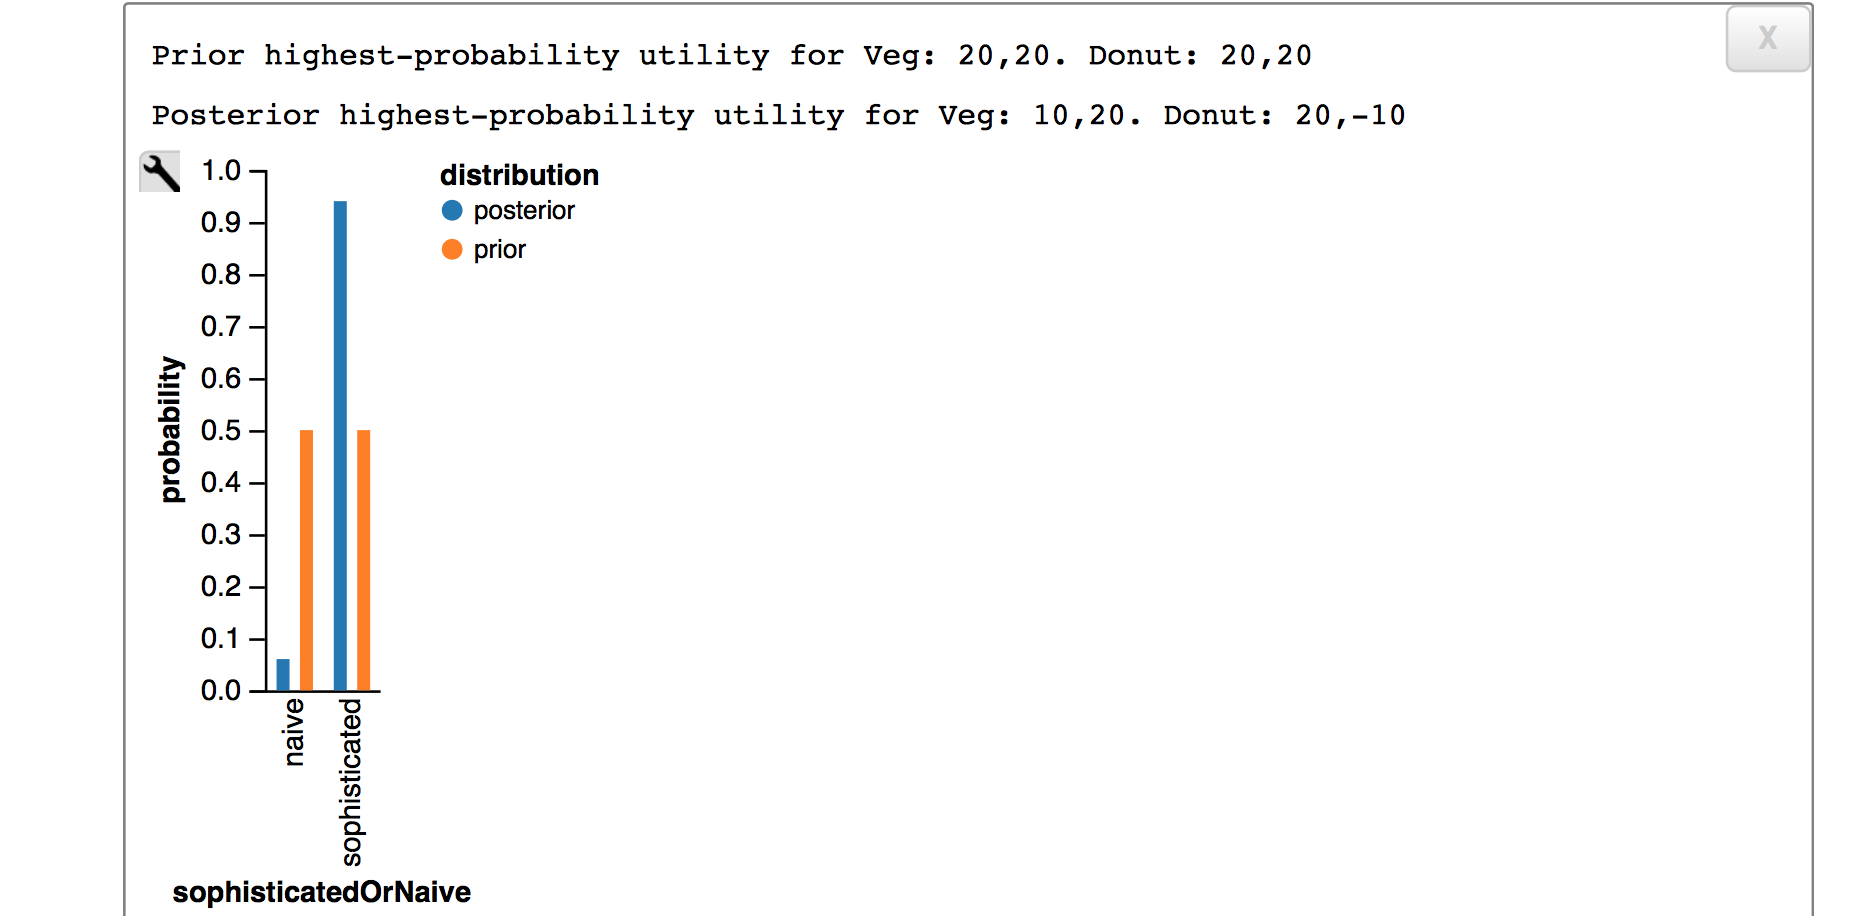 Prior highest-probability utility for Veg: 20,20. Donut: 20,20
X
Posterior highest-probability utility for Veg: 10,20. Donut: 20,-10
distribution
posterior
prior
probability
1.0
0.9
0.8
0.7
0.6
0.5
0.4
0.3
0.2
0.1
0.0
naive
sophisticated
sophisticatedOrNaive